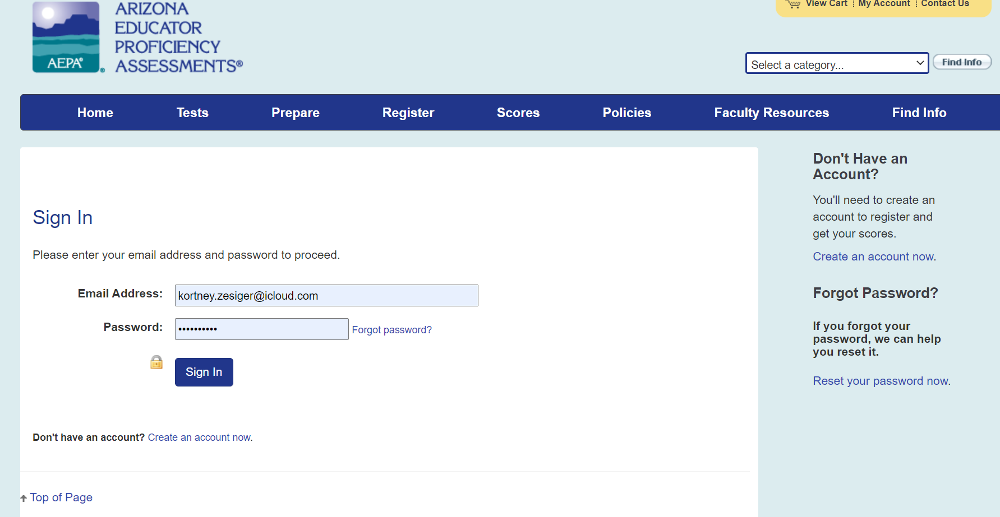 ARIZONA
EDUCATOR
PROFICIENCY
ASSESSMENTS®
AEPA®
®
View Cart
My Account
Contact Us
Select a category...
Find Info
Home
Tests
Prepare
Register
Scores
Policies
Faculty Resources
Find Info
Sign In
Please enter your email address and password to proceed.
Email Address:
kortney.zesiger@icloud.com
Password:
••••••••••
Forgot password?
Sign In
Don't have an account? Create an account now.
Top of Page
Don't Have an
Account?
You'll need to create an
account to register and
get your scores.
Create an account now.
Forgot Password?
If you forgot your
password, we can help
you reset it.
Reset your password now.